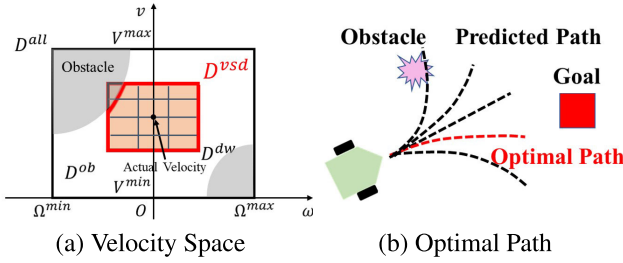 v
D^{all}
V^{max}
Obstacle
D^{vsd}
D^{dw}
Actual Velocity
D^{ob}
V^{min}
Ω^{min}
O
Ω^{max}
ω
(a) Velocity Space
Obstacle
Predicted Path
Goal
Optimal Path
(b) Optimal Path